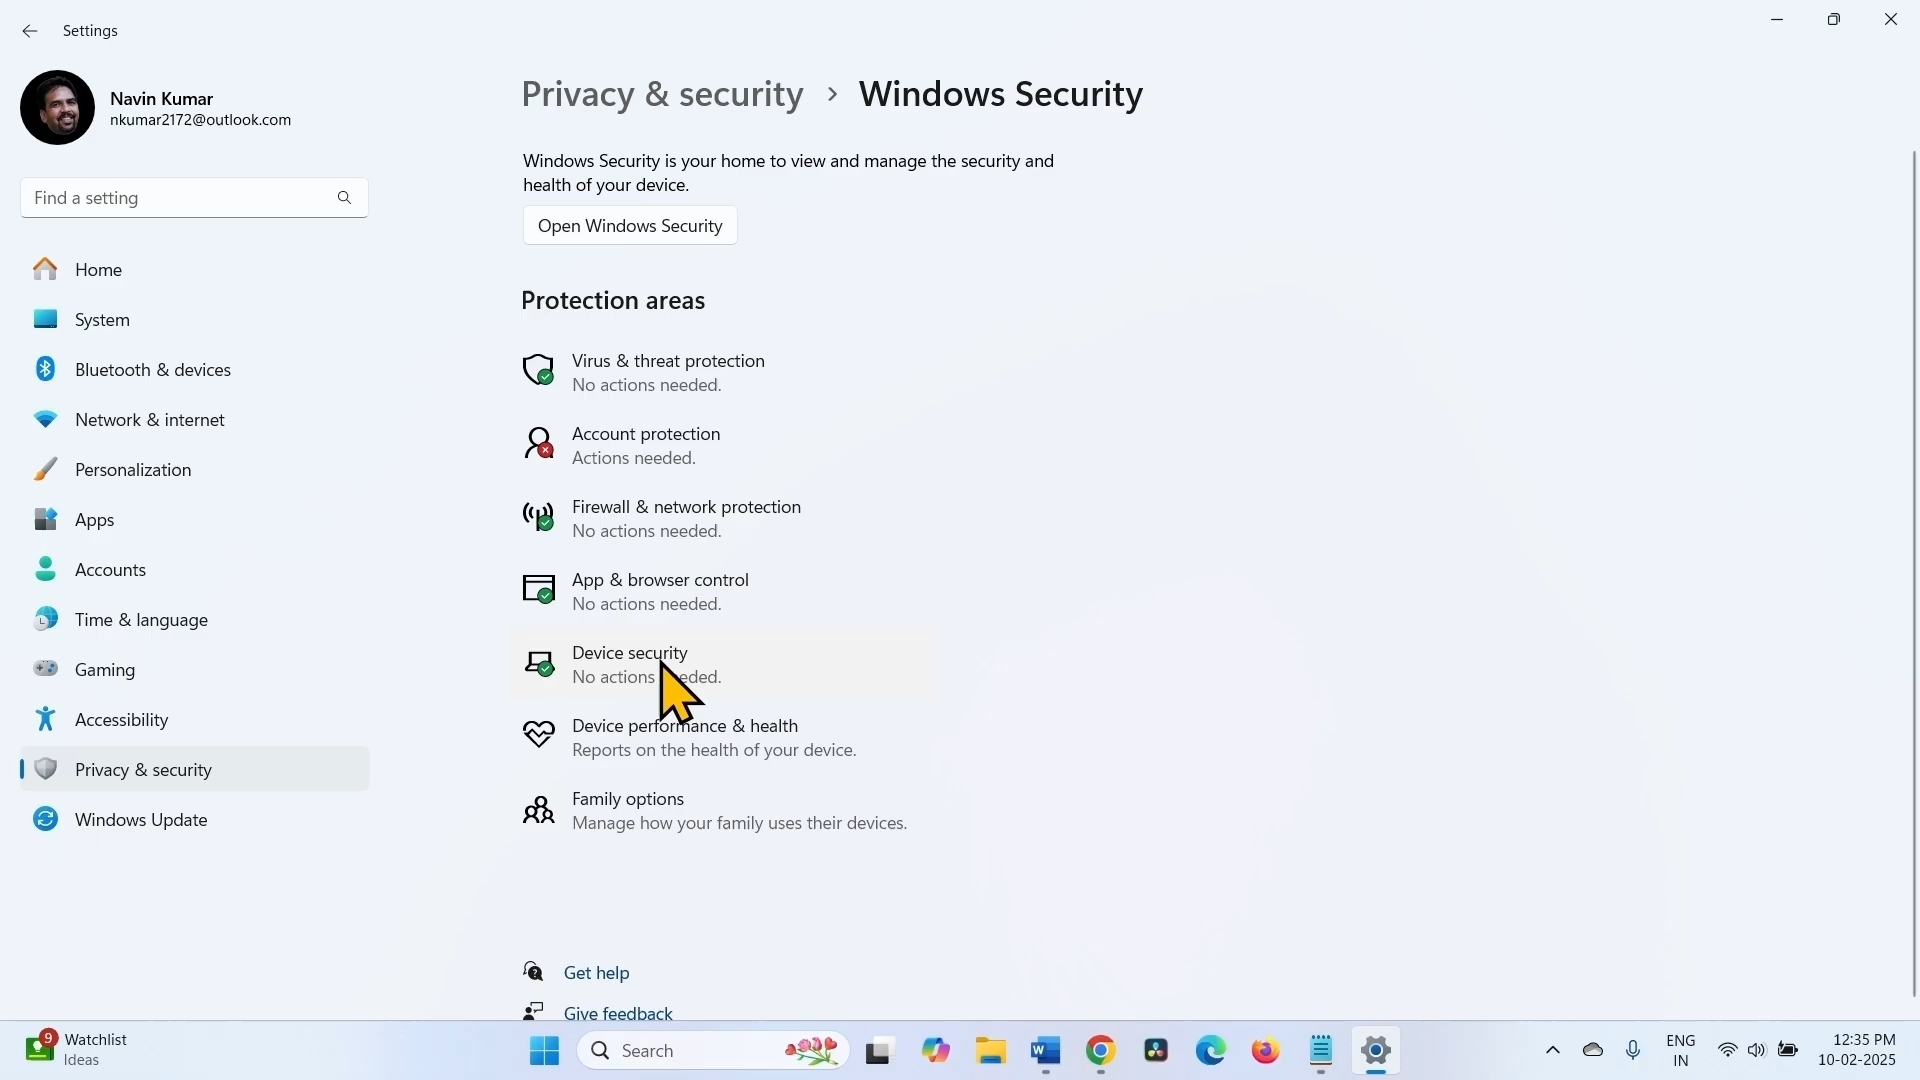 Settings
Navin Kumar
nkumar2172@outlook.com
Find a setting
Home
System
Bluetooth & devices
Network & internet
Personalization
Apps
Accounts
Time & language
Gaming
Accessibility
Privacy & security
Windows Update
Privacy & security > Windows Security
Windows Security is your home to view and manage the security and
health of your device.
Open Windows Security
Protection areas
Virus & threat protection
No actions needed.
Account protection
Actions needed.
Firewall & network protection
No actions needed.
App & browser control
No actions needed.
Device security
No actions needed.
Device performance & health
Reports on the health of your device.
Family options
Manage how your family uses their devices.
Get help
Give feedback
9
Watchlist
Ideas
Search
W
ENG
IN
12:35 PM
10-02-2025